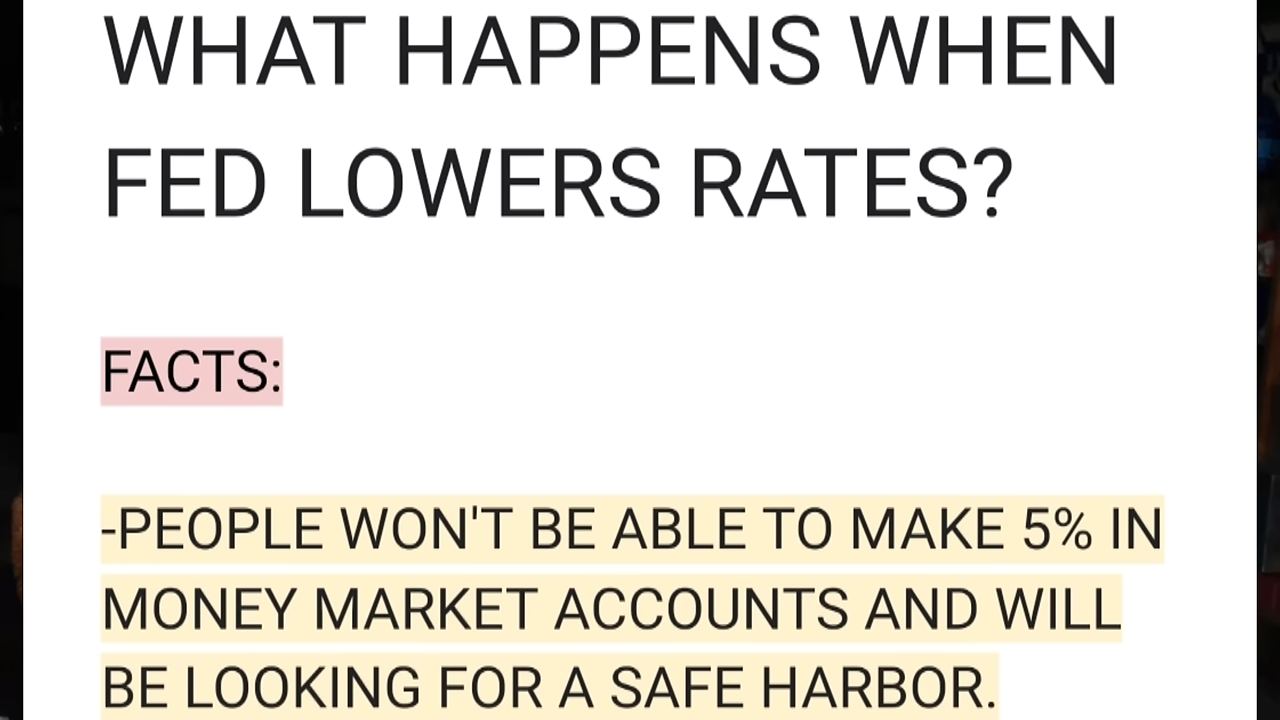 WHAT HAPPENS WHEN
FED LOWERS RATES?
FACTS:
-PEOPLE WON'T BE ABLE TO MAKE 5% IN
MONEY MARKET ACCOUNTS AND WILL
BE LOOKING FOR A SAFE HARBOR.